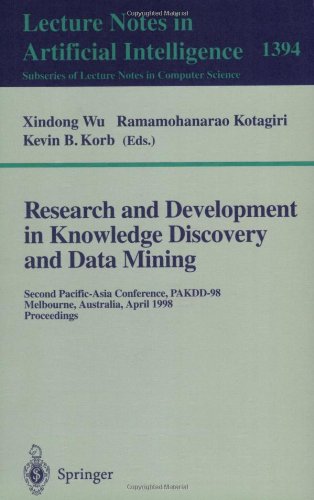 Lecture Notes in
Artificial Intelligence 1394
Subseries of Lecture Notes in Computer Science
Xindong Wu Ramamohanarao Kotagiri
Kevin B. Korb (Eds.)
Research and Development
in Knowledge Discovery
and Data Mining
Second Pacific-Asia Conference, PAKDD-98
Melbourne, Australia, April 1998
Proceedings
Springer